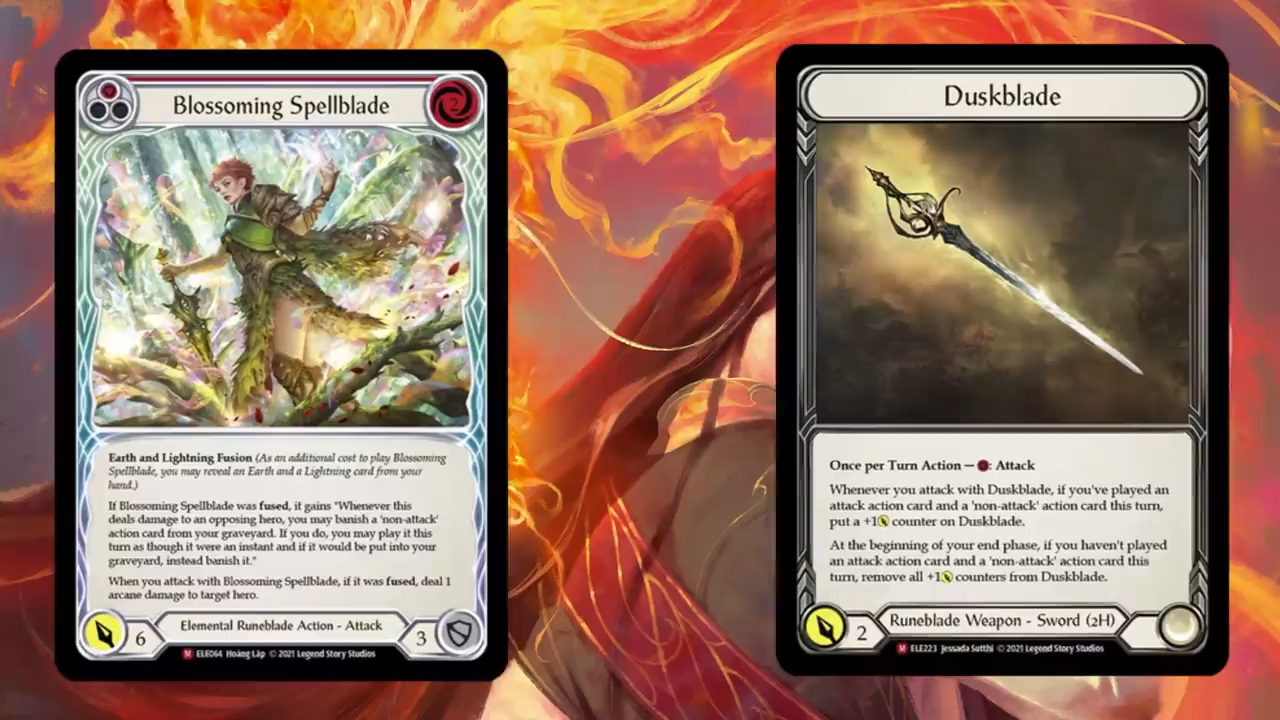 Blossoming Spellblade
2
Earth and Lightning Fusion (As an additional cost to play Blossoming
Spellblade, you may reveal an Earth and a Lightning card from your
hand.)
If Blossoming Spellblade was fused, it gains "Whenever this
deals damage to an opposing hero, you may banish a 'non-attack'
action card from your graveyard. If you do, you may play it this
turn as though it were an instant and if it would be put into your
graveyard, instead banish it."
When you attack with Blossoming Spellblade, if it was fused, deal 1
arcane damage to target hero.
6
Elemental Runeblade Action - Attack
3
M ELE064 Hoàng Lập © 2021 Legend Story Studios
Duskblade
Once per Turn Action — : Attack
Whenever you attack with Duskblade, if you've played an
attack action card and a 'non-attack' action card this turn,
put a +1 counter on Duskblade.
At the beginning of your end phase, if you haven't played
an attack action card and a 'non-attack' action card this
turn, remove all +1 counters from Duskblade.
2
Runeblade Weapon - Sword (2H)
M ELE223 Jessada Sutthi © 2021 Legend Story Studios